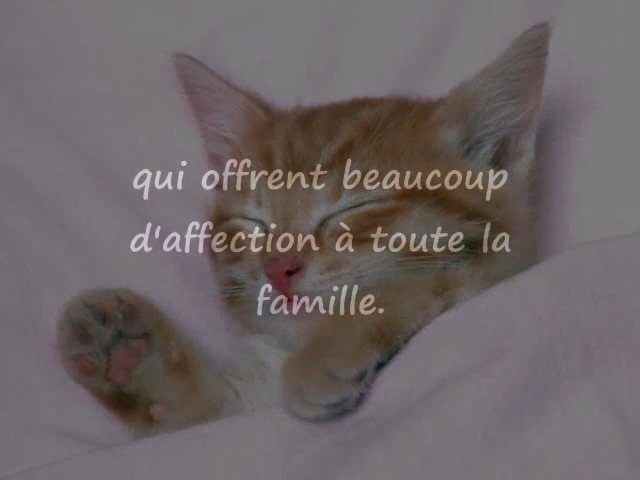 qui offrent beaucoup
d'affection à toute la
famille.